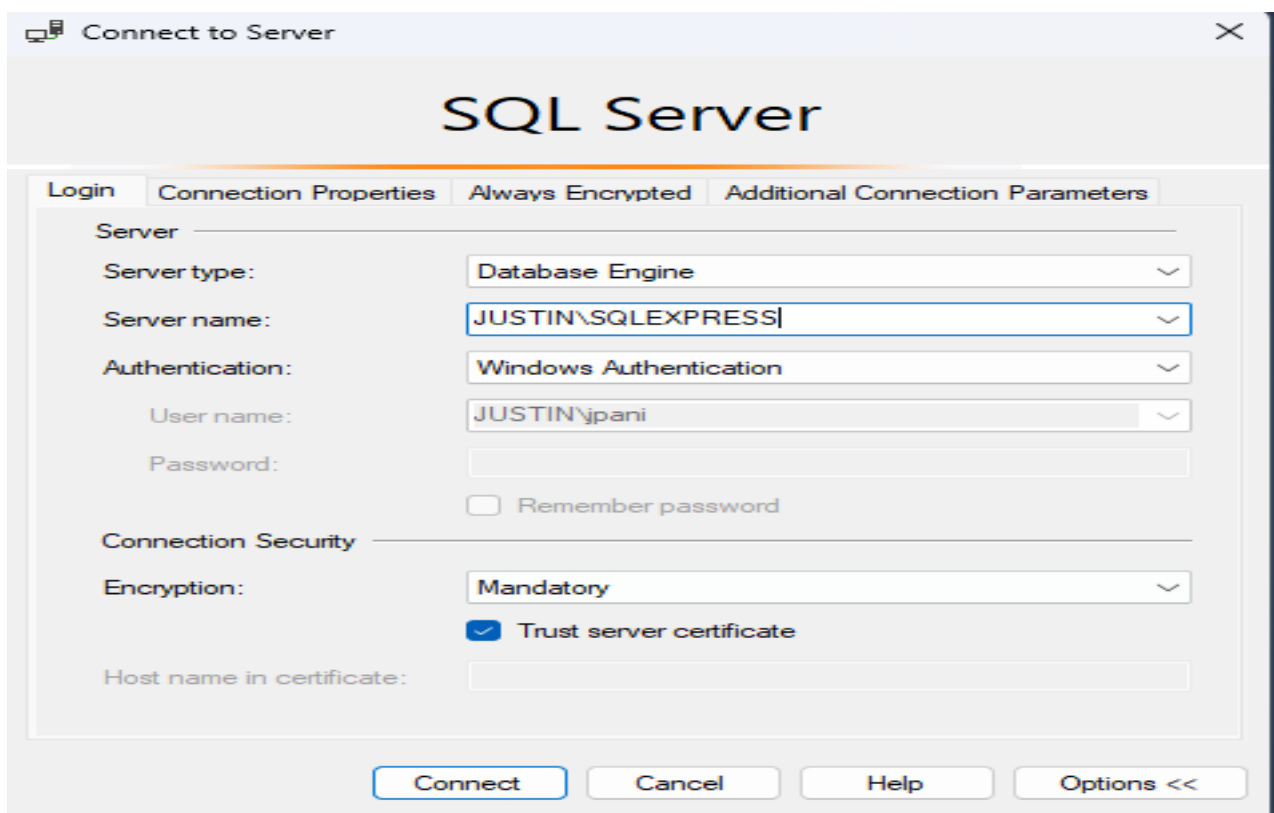 Connect to Server
SQL Server
Login Connection Properties Always Encrypted Additional Connection Parameters
Server
Server type: Database Engine
Server name: JUSTIN\SQLEXPRESS
Authentication: Windows Authentication
User name: JUSTIN\jpani
Password:
Remember password
Connection Security
Encryption: Mandatory
Trust server certificate
Host name in certificate:
Connect Cancel Help Options <<